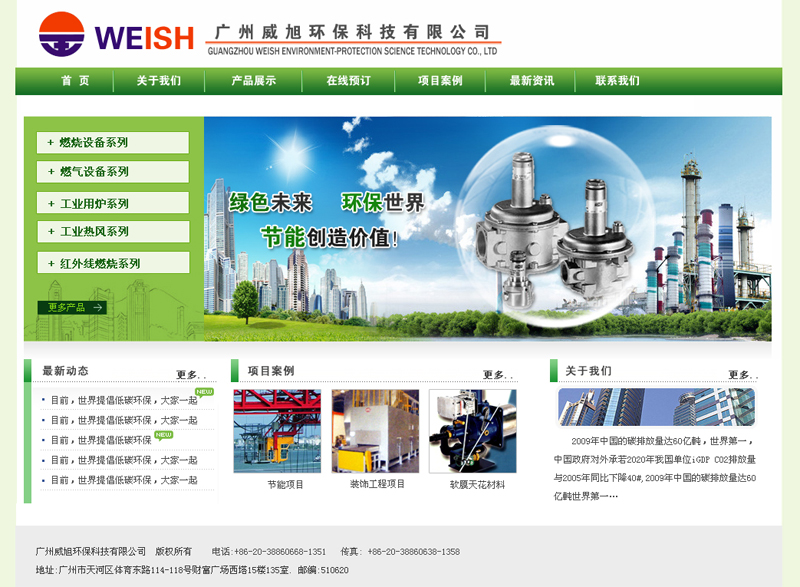 WEISH
广州威旭环保科技有限公司
GUANGZHOU WEISH ENVIRONMENT-PROTECTION SCIENCE TECHNOLOGY CO., LTD
首 页 关于我们 产品展示 在线预订 项目案例 最新资讯 联系我们
+ 燃烧设备系列
+ 燃气设备系列
+ 工业用炉系列
+ 工业热风系列
+ 红外线燃烧系列
更多产品 →
绿色未来 环保世界
节能创造价值!
最新动态 更多..
目前，世界提倡低碳环保，大家一起 NEW
目前，世界提倡低碳环保，大家一起
目前，世界提倡低碳环保 NEW
目前，世界提倡低碳环保，大家一起
目前，世界提倡低碳环保，大家一起
项目案例 更多..
节能项目 装饰工程项目 软膜天花材料
关于我们 更多..
2009年中国的碳排放量达60亿吨，世界第一，
中国政府对外承若2020年我国单位iGDP CO2排放量
与2005年同比下降40#,2009年中国的碳排放量达60
亿吨世界第一…
广州威旭环保科技有限公司 版权所有 电话:+86-20-38860668-1351 传真: +86-20-38860638-1358
地址:广州市天河区体育东路114-118号财富广场西塔15楼135室. 邮编:510620